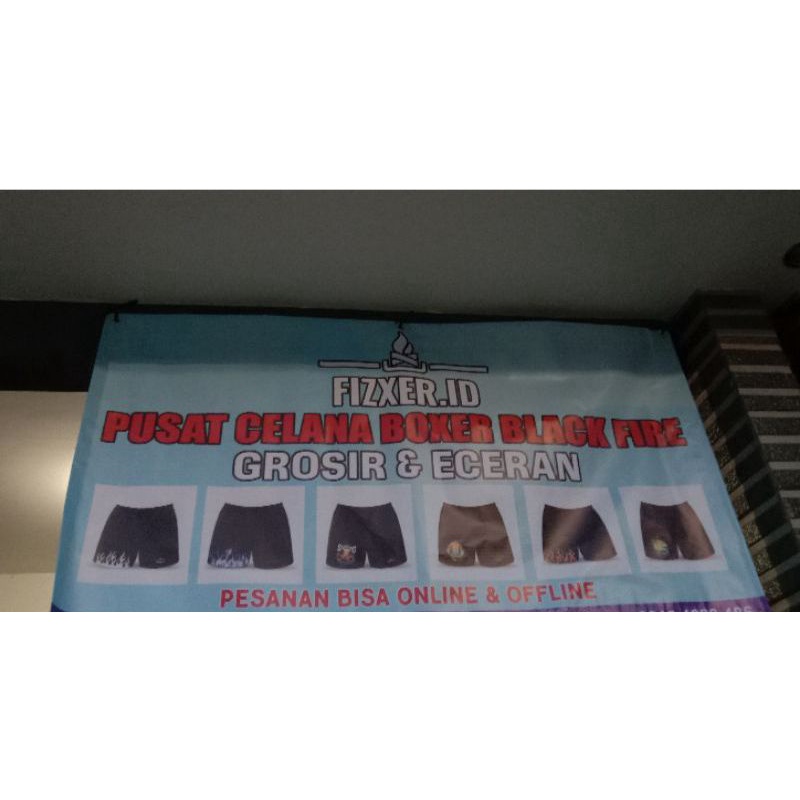 FIZXER.ID
PUSAT CELANA BOXER BLACK FIRE
GROSIR & ECERAN
PESANAN BISA ONLINE & OFFLINE